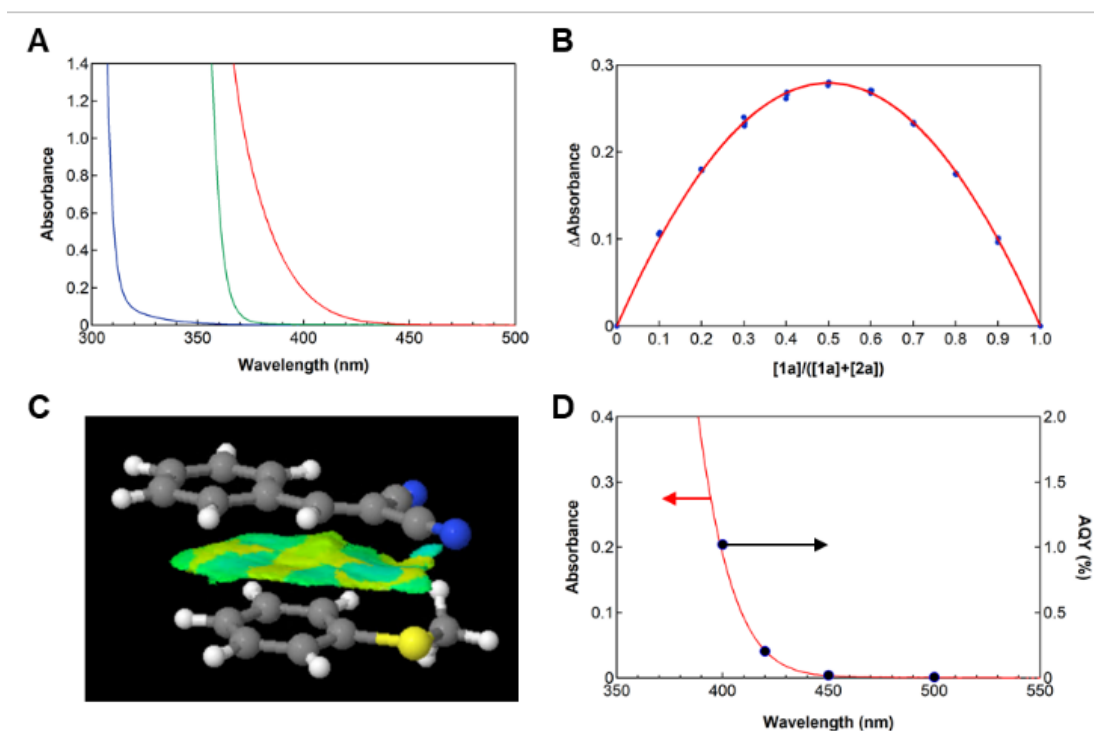 A
Absorbance
1.4
1.2
1.0
0.8
0.6
0.4
0.2
0
300 350 400 450 500
Wavelength (nm)
B
ΔAbsorbance
0.3
0.2
0.1
0
0 0.1 0.2 0.3 0.4 0.5 0.6 0.7 0.8 0.9 1.0
[1a]/([1a]+[2a])
C
D
Absorbance
0.4
0.3
0.2
0.1
0
350 400 450 500 550
Wavelength (nm)
2.0
1.5
1.0
0.5
0
AQY (%)